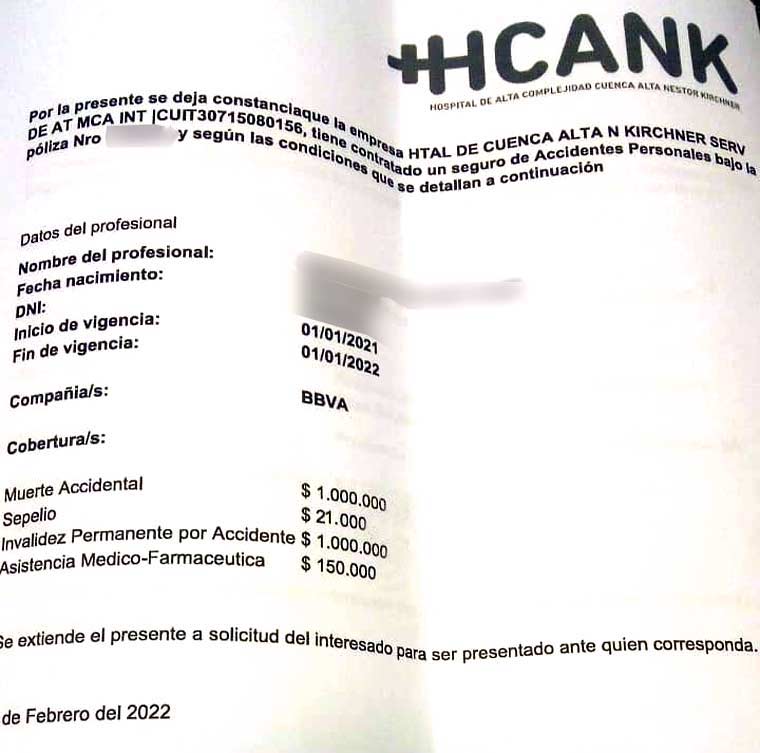 HCANK
HOSPITAL DE ALTA COMPLEJIDAD CUENCA ALTA NESTOR KIRCHNER
Por la presente se deja constanciaque la empresa HTAL DE CUENCA ALTA N KIRCHNER SERV
DE AT MCA INT |CUIT30715080156, tiene contratado un seguro de Accidentes Personales bajo la
póliza Nro y según las condiciones que se detallan a continuación
Datos del profesional
Nombre del profesional:
Fecha nacimiento:
DNI:
Inicio de vigencia: 01/01/2021
Fin de vigencia: 01/01/2022
Compañia/s: BBVA
Cobertura/s:
Muerte Accidental $ 1.000.000
Sepelio $ 21.000
Invalidez Permanente por Accidente $ 1.000.000
Asistencia Medico-Farmaceutica $ 150.000
Se extiende el presente a solicitud del interesado para ser presentado ante quien corresponda.
de Febrero del 2022